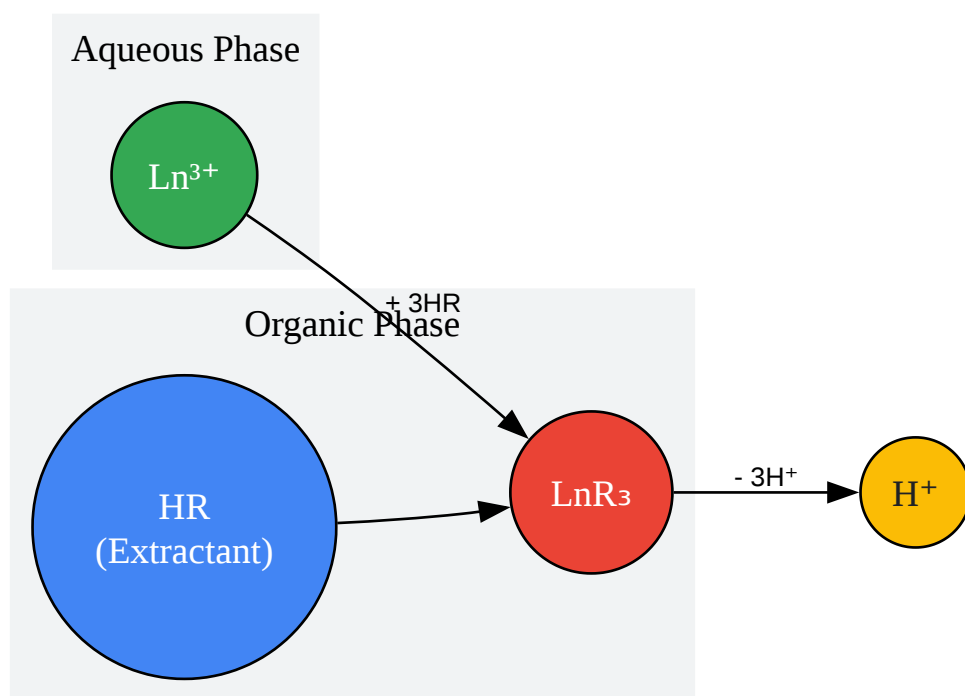 Aqueous Phase
Ln³⁺
+ 3HR
Organic Phase
HR
(Extractant)
LnR₃
- 3H⁺
H⁺